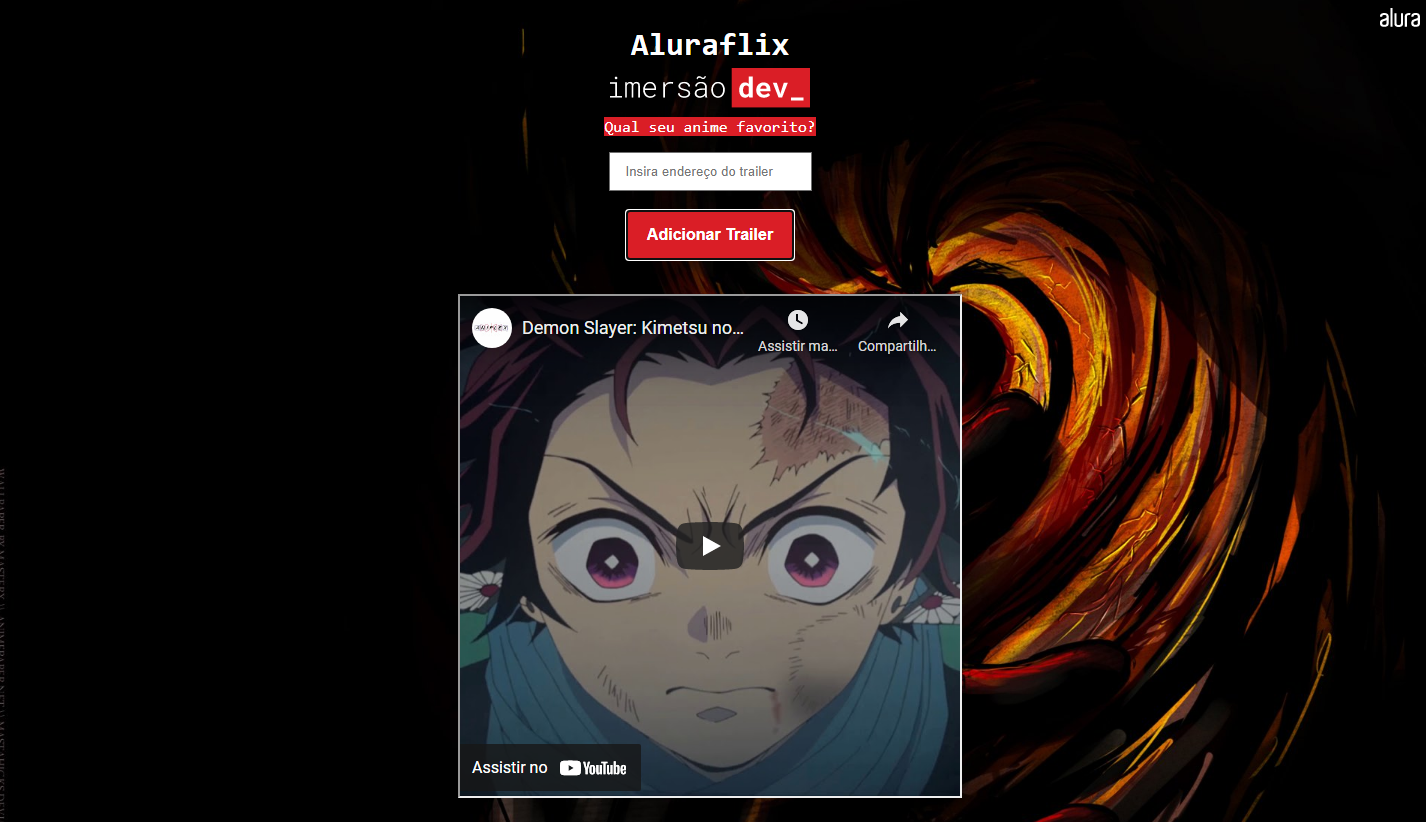 alura
Aluraflix
imersão dev_
Qual seu anime favorito?
Insira endereço do trailer
Adicionar Trailer
Demon Slayer: Kimetsu no...
Assistir ma...
Compartilh...
Assistir no YouTube